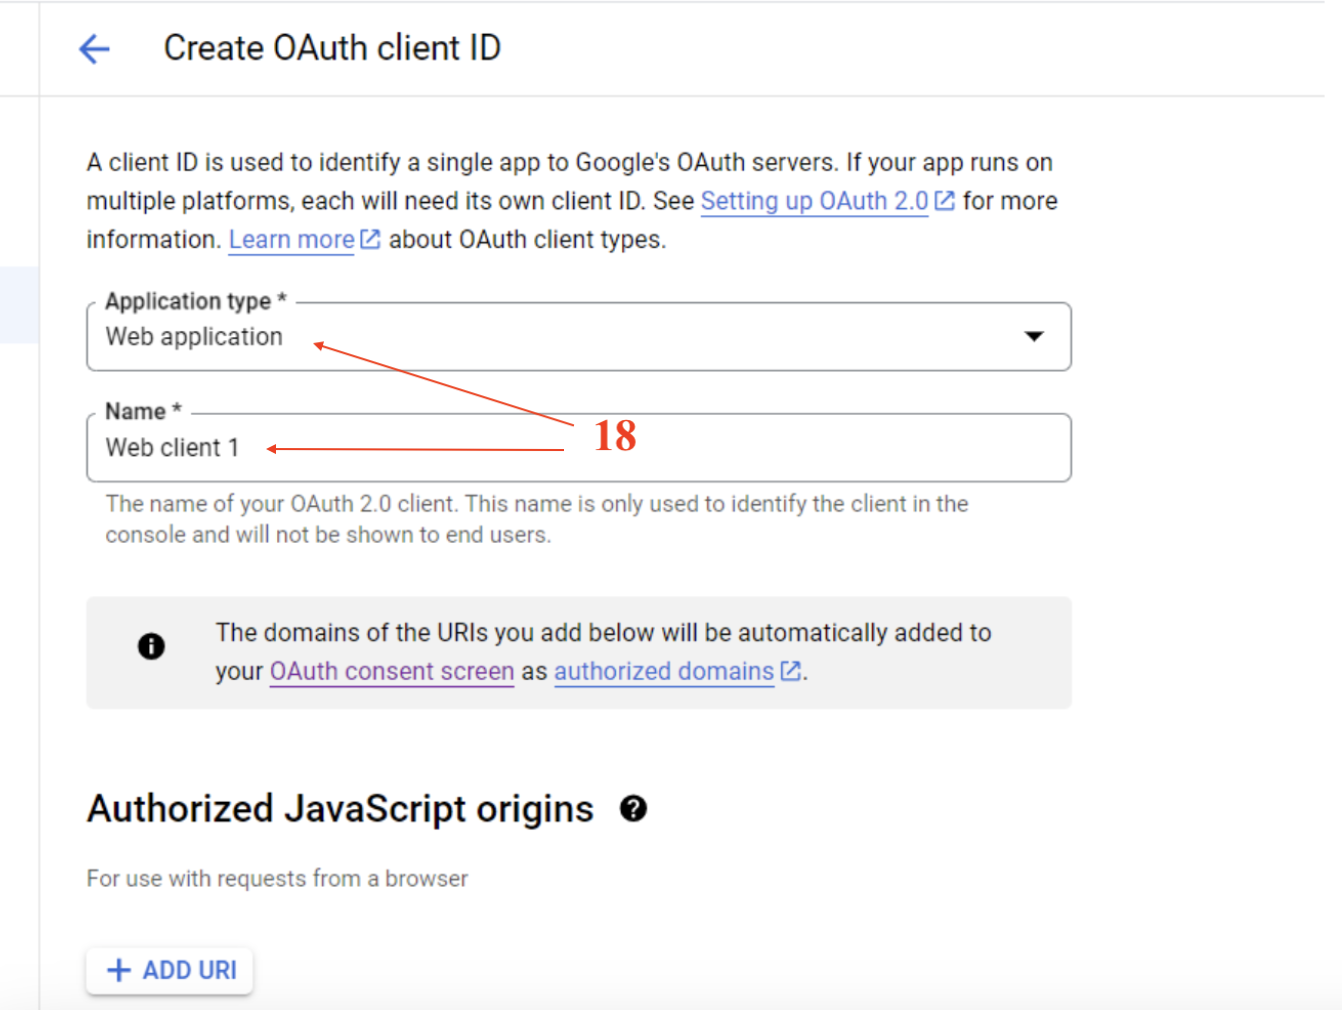 Create OAuth client ID
A client ID is used to identify a single app to Google's OAuth servers. If your app runs on
multiple platforms, each will need its own client ID. See Setting up OAuth 2.0 for more
information. Learn more about OAuth client types.
Application type *
Web application
Name *
Web client 1
18
The name of your OAuth 2.0 client. This name is only used to identify the client in the
console and will not be shown to end users.
The domains of the URIs you add below will be automatically added to
your OAuth consent screen as authorized domains.
Authorized JavaScript origins
For use with requests from a browser
+ ADD URI